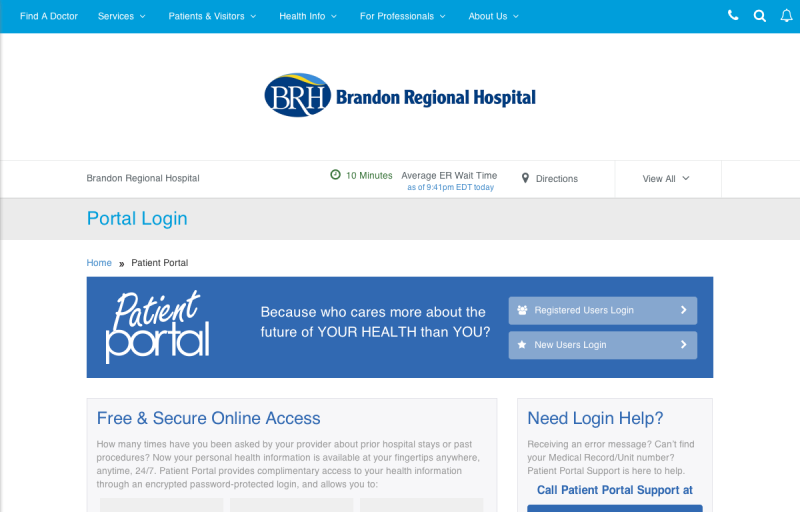 Find A Doctor Services Patients & Visitors Health Info For Professionals About Us
BRH Brandon Regional Hospital
Brandon Regional Hospital
10 Minutes Average ER Wait Time
as of 9:41pm EDT today
Directions
View All
Portal Login
Home » Patient Portal
Patient
portal
Because who cares more about the
future of YOUR HEALTH than YOU?
Registered Users Login
New Users Login
Free & Secure Online Access
How many times have you been asked by your provider about prior hospital stays or past
procedures? Now your personal health information is available at your fingertips anywhere,
anytime, 24/7. Patient Portal provides complimentary access to your health information
through an encrypted password-protected login, and allows you to:
Need Login Help?
Receiving an error message? Can't find
your Medical Record/Unit number?
Patient Portal Support is here to help.
Call Patient Portal Support at